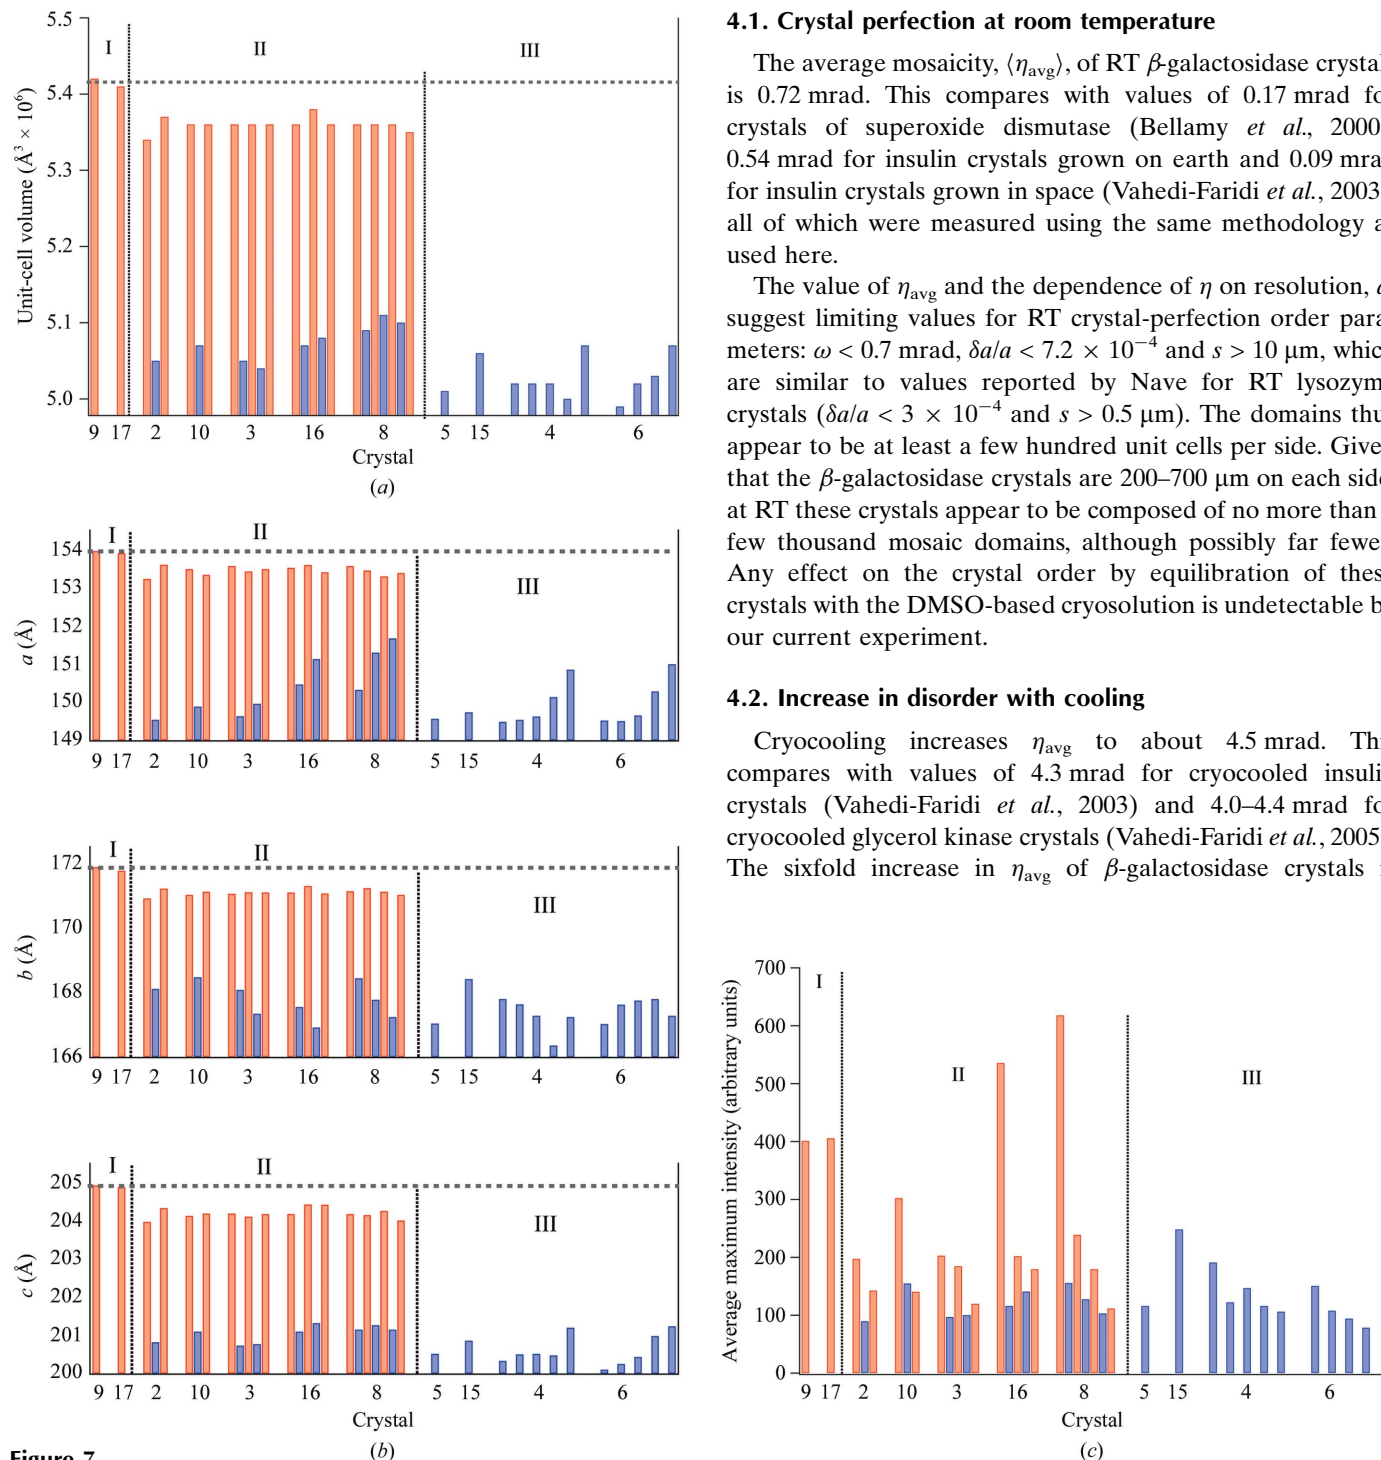 5.5
I
II
III
5.4
5.3
5.2
5.1
5.0
Unit-cell volume (Å³ × 10⁶)
9 17 2 10 3 16 8 5 15 4 6
Crystal
(a)
I
II
III
154
153
152
151
150
149
a (Å)
9 17 2 10 3 16 8 5 15 4 6
I
II
III
172
170
168
166
b (Å)
9 17 2 10 3 16 8 5 15 4 6
I
II
III
205
204
203
202
201
200
c (Å)
9 17 2 10 3 16 8 5 15 4 6
Crystal
(b)
Figure 7
4.1. Crystal perfection at room temperature
The average mosaicity, ⟨η_avg⟩, of RT β-galactosidase crystal
is 0.72 mrad. This compares with values of 0.17 mrad fo
crystals of superoxide dismutase (Bellamy et al., 2000
0.54 mrad for insulin crystals grown on earth and 0.09 mra
for insulin crystals grown in space (Vahedi-Faridi et al., 2003
all of which were measured using the same methodology a
used here.
The value of η_avg and the dependence of η on resolution,
suggest limiting values for RT crystal-perfection order para
meters: ω < 0.7 mrad, δa/a < 7.2 × 10⁻⁴ and s > 10 μm, whic
are similar to values reported by Nave for RT lysozym
crystals (δa/a < 3 × 10⁻⁴ and s > 0.5 μm). The domains thu
appear to be at least a few hundred unit cells per side. Give
that the β-galactosidase crystals are 200–700 μm on each side
at RT these crystals appear to be composed of no more than
few thousand mosaic domains, although possibly far fewe
Any effect on the crystal order by equilibration of thes
crystals with the DMSO-based cryosolution is undetectable b
our current experiment.
4.2. Increase in disorder with cooling
Cryocooling increases η_avg to about 4.5 mrad. Thi
compares with values of 4.3 mrad for cryocooled insuli
crystals (Vahedi-Faridi et al., 2003) and 4.0–4.4 mrad fo
cryocooled glycerol kinase crystals (Vahedi-Faridi et al., 2005
The sixfold increase in η_avg of β-galactosidase crystals i
700
I
600
500
II
III
400
300
200
100
0
Average maximum intensity (arbitrary units)
9 17 2 10 3 16 8 5 15 4 6
Crystal
(c)